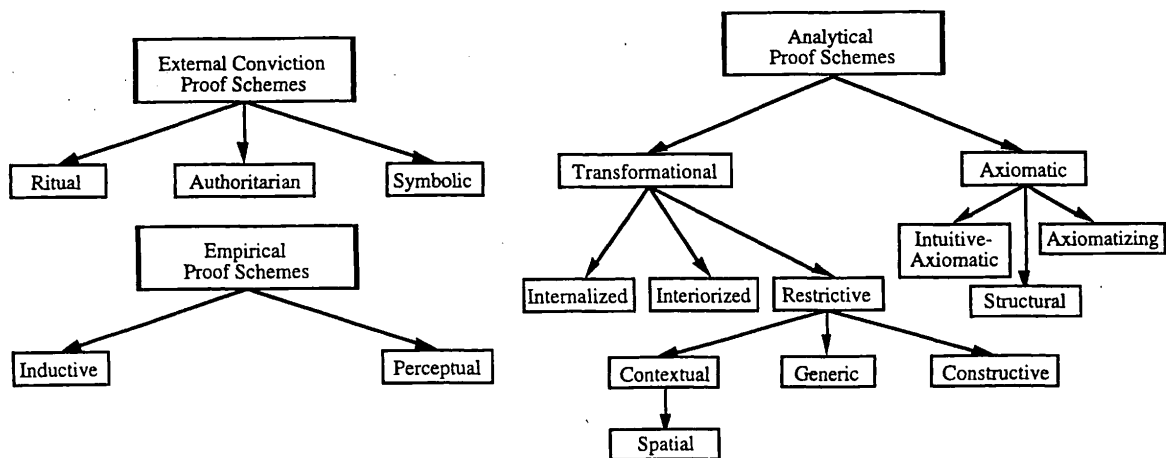 External Conviction
Proof Schemes
Ritual
Authoritarian
Symbolic
Empirical
Proof Schemes
Inductive
Perceptual
Analytical
Proof Schemes
Transformational
Axiomatic
Internalized
Interiorized
Restrictive
Intuitive-
Axiomatic
Structural
Axiomatizing
Contextual
Generic
Constructive
Spatial